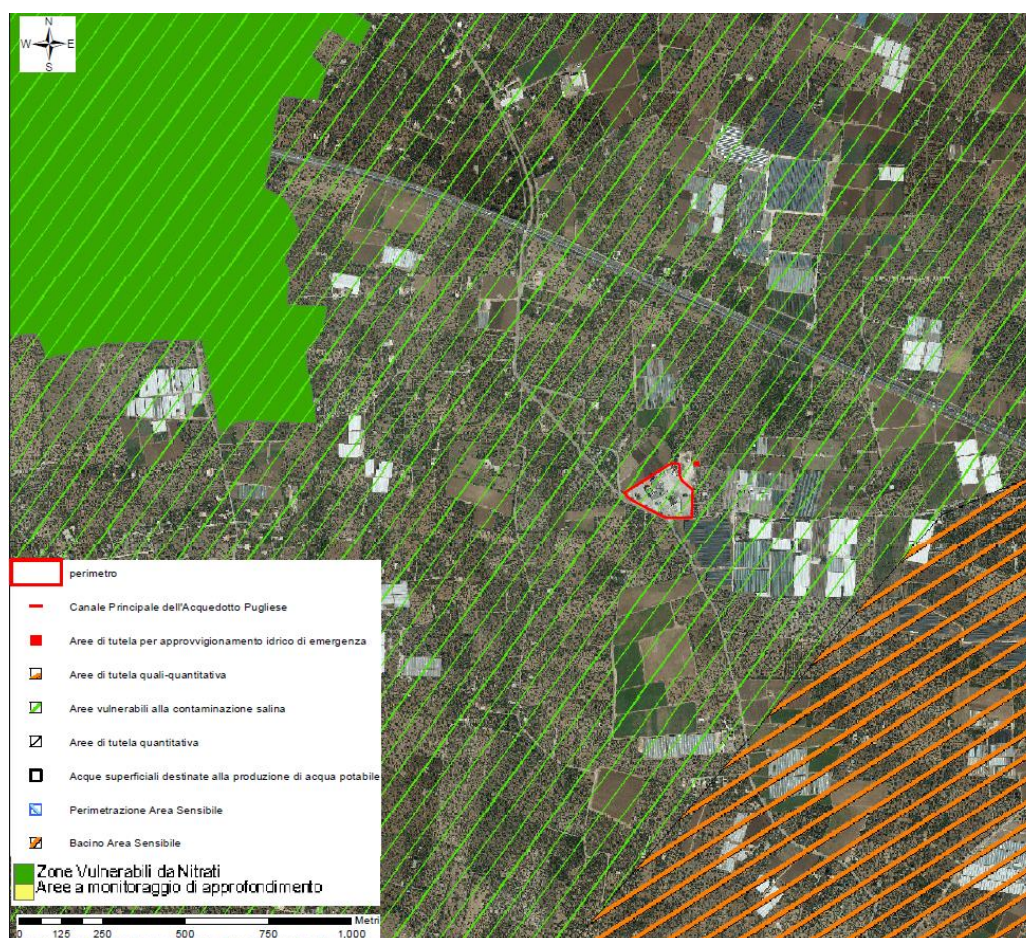 N
W E
S
perimetro
Canale Principale dell'Acquedotto Pugliese
Aree di tutela per approvvigionamento idrico di emergenza
Aree di tutela quali-quantitativa
Aree vulnerabili alla contaminazione salina
Aree di tutela quantitativa
Acque superficiali destinate alla produzione di acqua potabile
Perimetrazione Area Sensibile
Bacino Area Sensibile
Zone Vulnerabili da Nitrati
Aree a monitoraggio di approfondimento
Metri
0 125 250 500 750 1.000